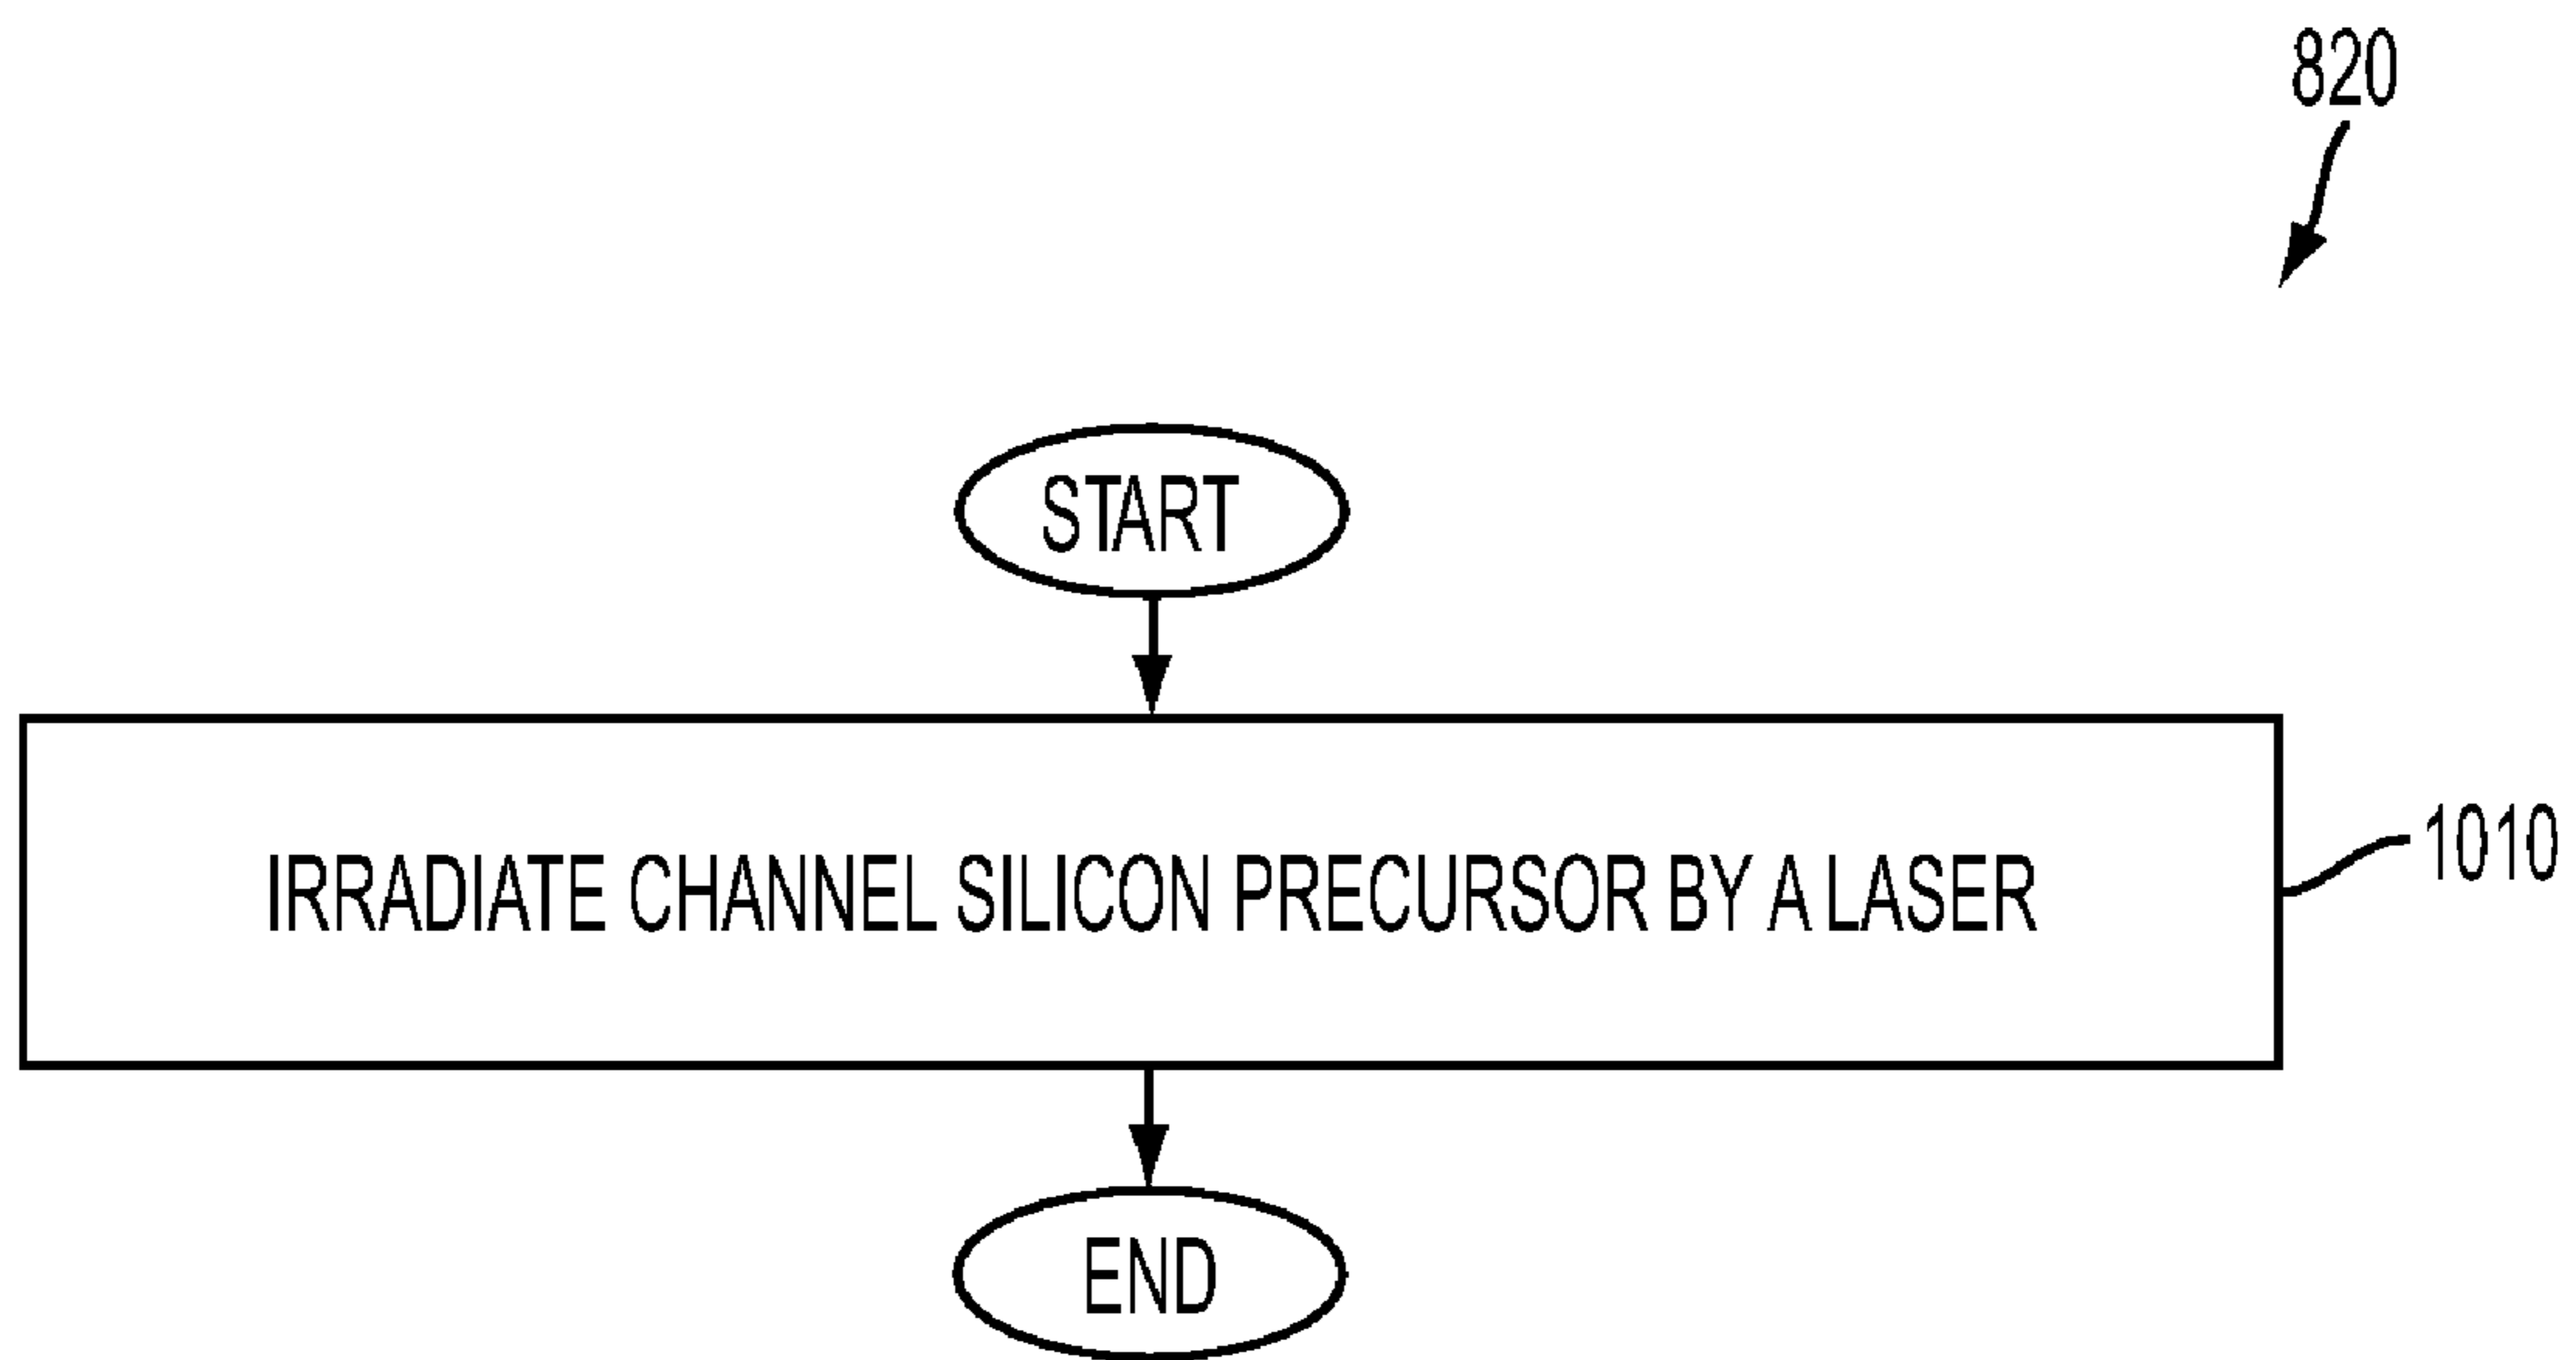 820
START
IRRADIATE CHANNEL SILICON PRECURSOR BY A LASER
1010
END